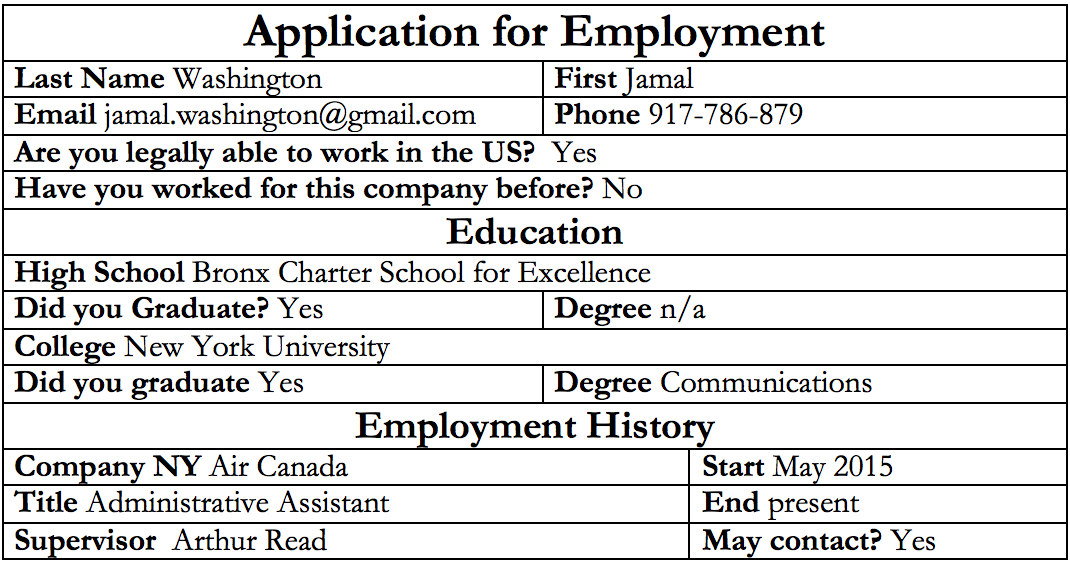 Application for Employment
Last Name Washington First Jamal
Email jamal.washington@gmail.com Phone 917-786-879
Are you legally able to work in the US? Yes
Have you worked for this company before? No
Education
High School Bronx Charter School for Excellence
Did you Graduate? Yes Degree n/a
College New York University
Did you graduate Yes Degree Communications
Employment History
Company NY Air Canada Start May 2015
Title Administrative Assistant End present
Supervisor Arthur Read May contact? Yes